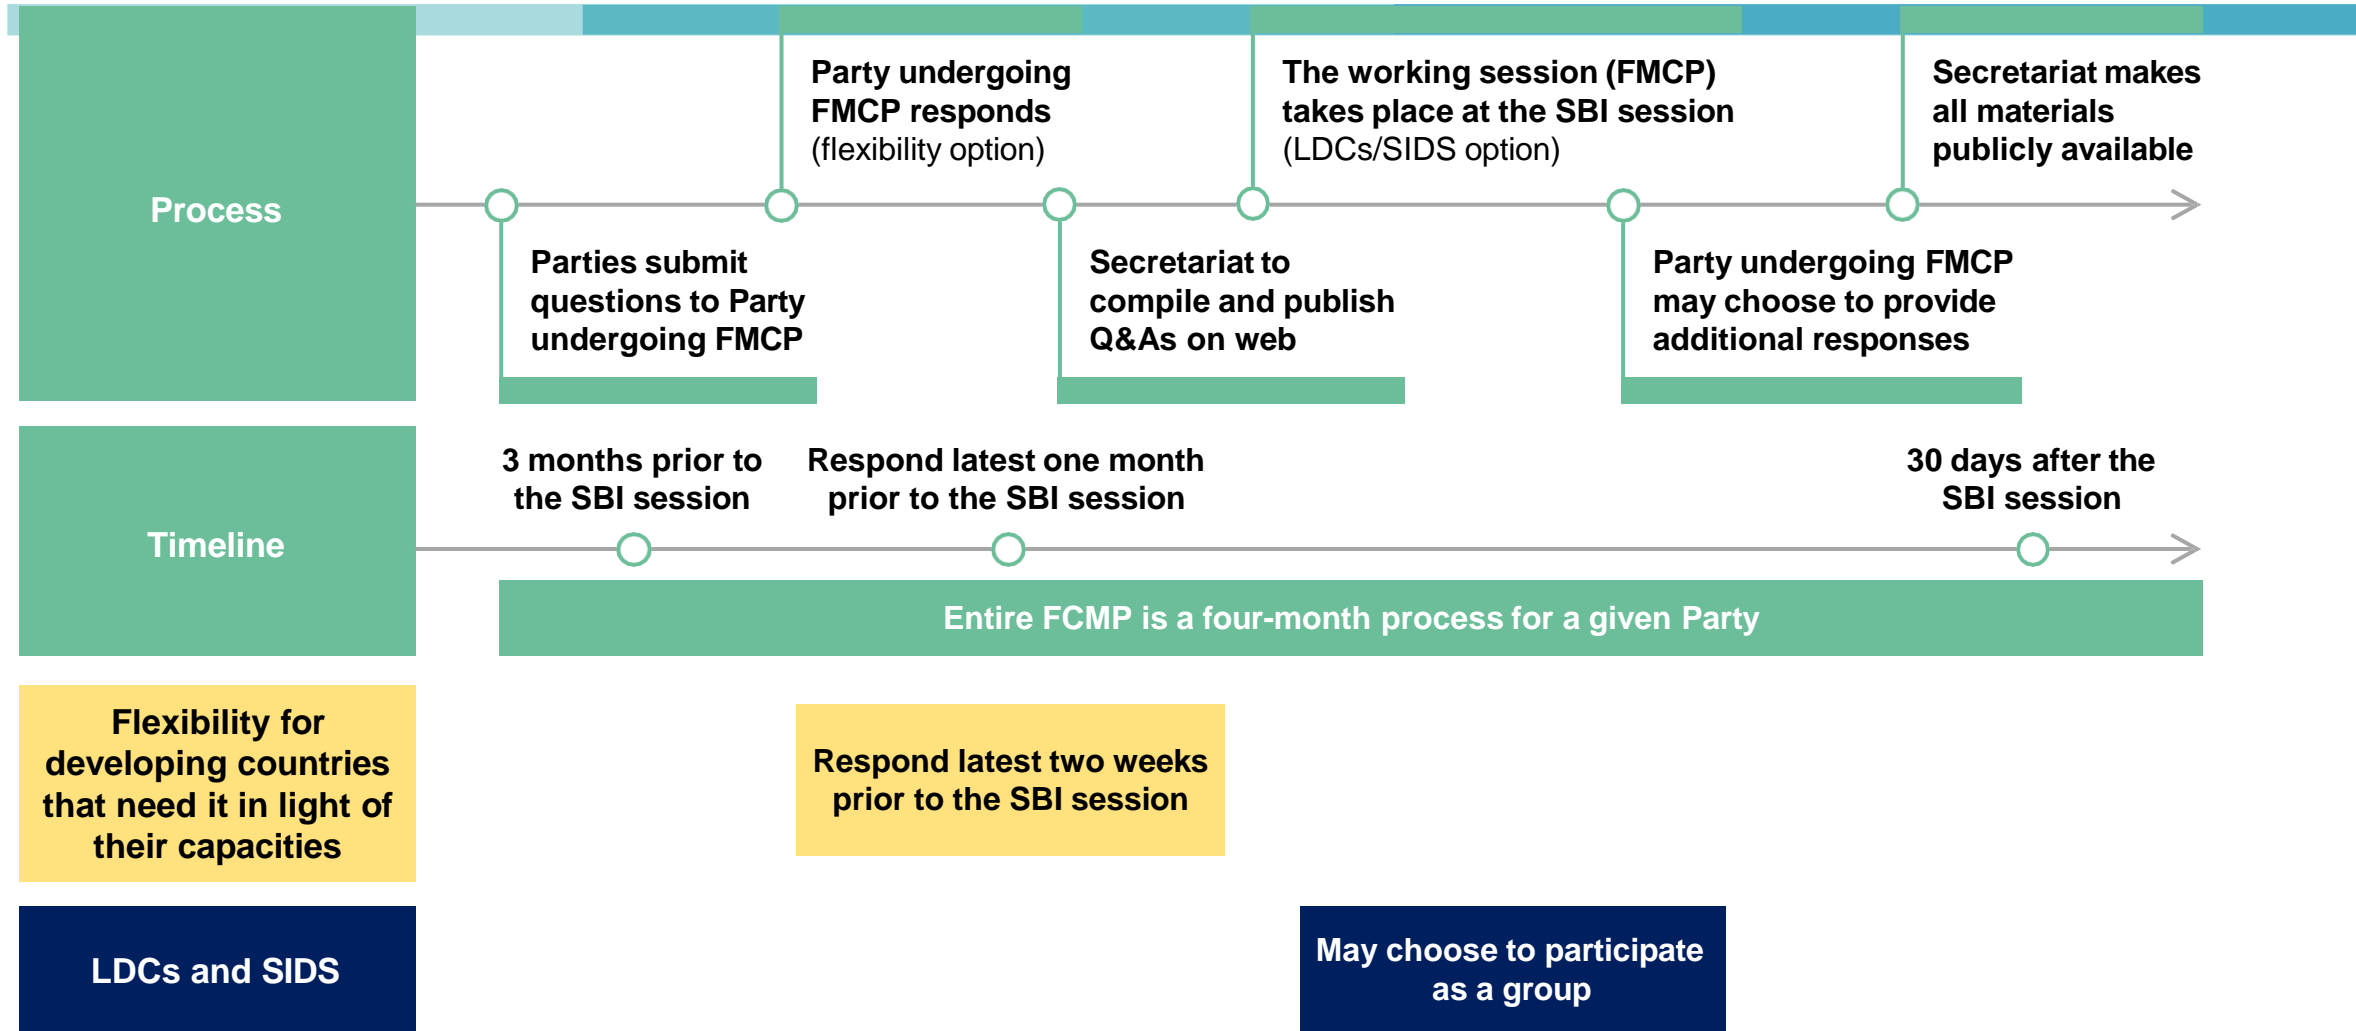 Process
Party undergoing
FMCP responds
(flexibility option)
The working session (FMCP)
takes place at the SBI session
(LDCs/SIDS option)
Secretariat makes
all materials
publicly available
Parties submit
questions to Party
undergoing FMCP
Secretariat to
compile and publish
Q&As on web
Party undergoing FMCP
may choose to provide
additional responses
Timeline
3 months prior to
the SBI session
Respond latest one month
prior to the SBI session
30 days after the
SBI session
Entire FCMP is a four-month process for a given Party
Flexibility for
developing countries
that need it in light of
their capacities
Respond latest two weeks
prior to the SBI session
LDCs and SIDS
May choose to participate
as a group